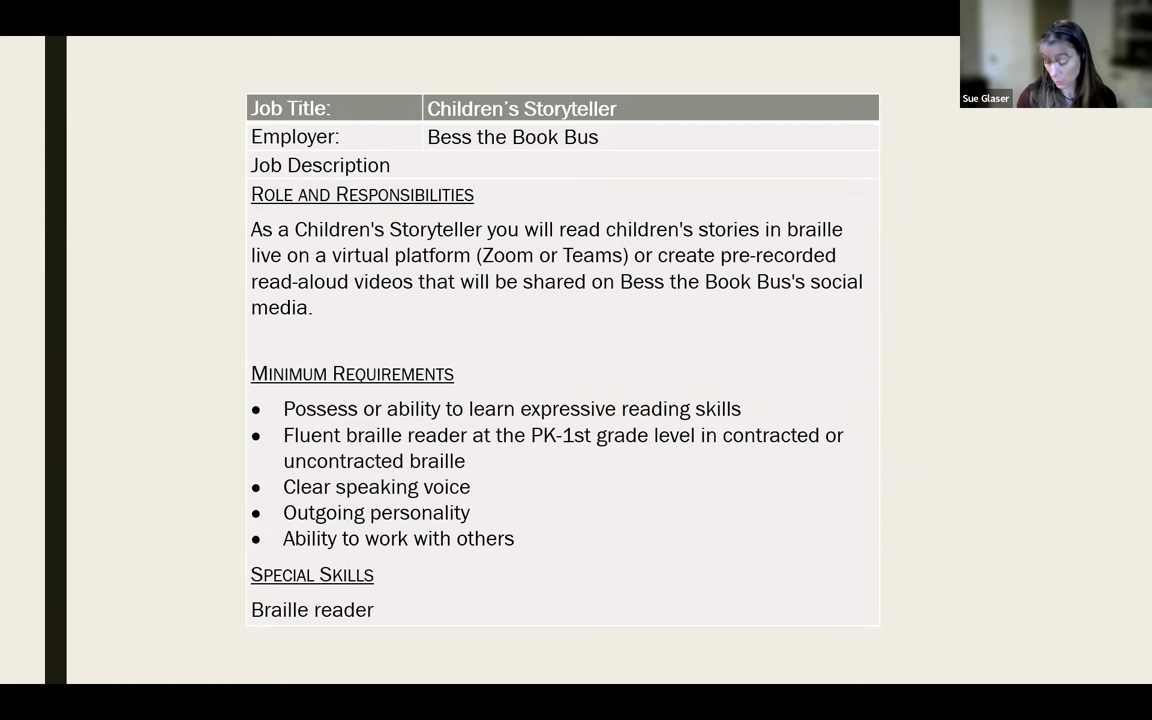 Sue Glaser
Job Title: Children's Storyteller
Employer: Bess the Book Bus
Job Description
ROLE AND RESPONSIBILITIES
As a Children's Storyteller you will read children's stories in braille
live on a virtual platform (Zoom or Teams) or create pre-recorded
read-aloud videos that will be shared on Bess the Book Bus's social
media.
MINIMUM REQUIREMENTS
• Possess or ability to learn expressive reading skills
• Fluent braille reader at the PK-1st grade level in contracted or
uncontracted braille
• Clear speaking voice
• Outgoing personality
• Ability to work with others
SPECIAL SKILLS
Braille reader